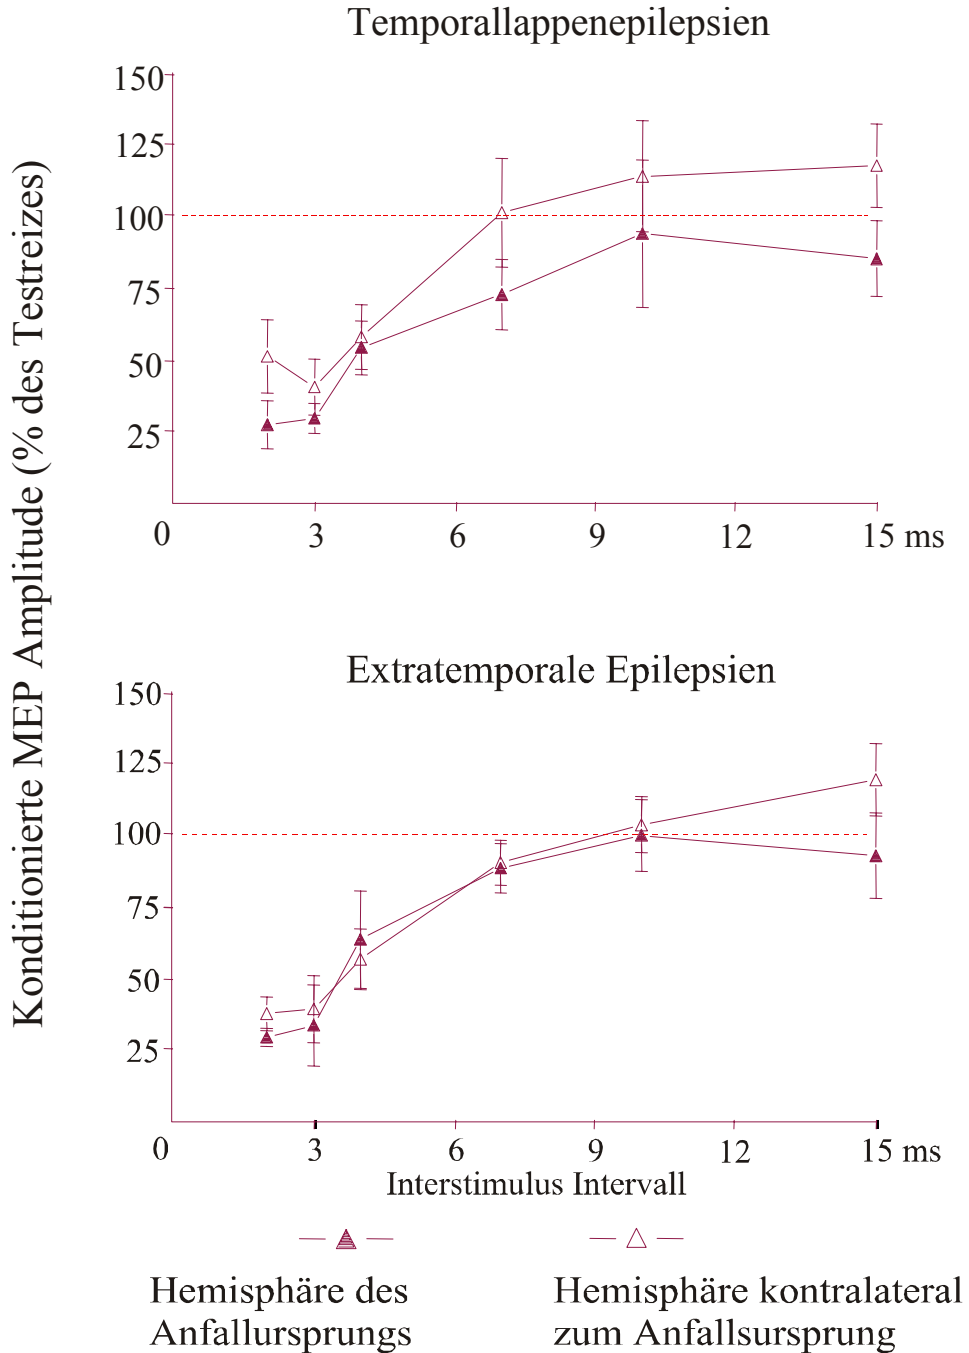 Temporallappenepilepsien
150
125
100
75
50
25
0 3 6 9 12 15 ms
Konditionierte MEP Amplitude (% des Testreizes)
Extratemporale Epilepsien
150
125
100
75
50
25
0 3 6 9 12 15 ms
Interstimulus Intervall
Hemisphäre des
Anfallursprungs
Hemisphäre kontralateral
zum Anfallsursprung